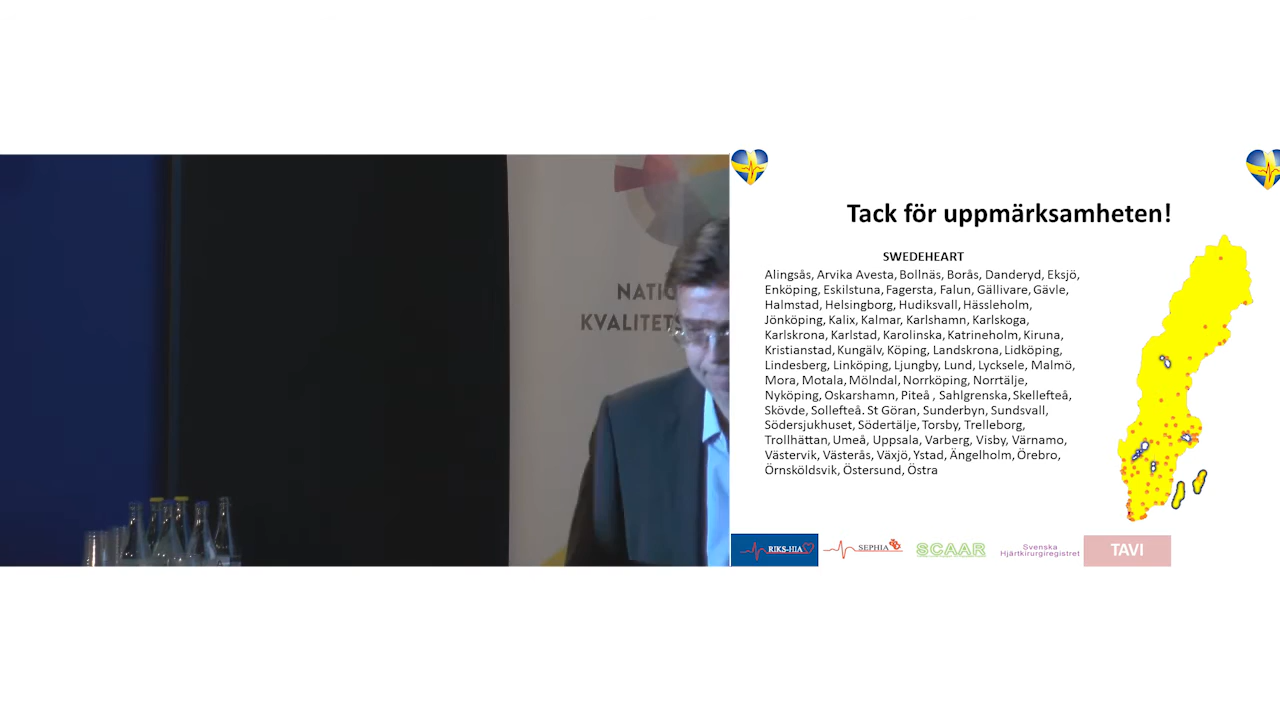 NATIO
KVALITETS
Tack för uppmärksamheten!
SWEDEHEART
Alingsås, Arvika Avesta, Bollnäs, Borås, Danderyd, Eksjö,
Enköping, Eskilstuna, Fagersta, Falun, Gällivare, Gävle,
Halmstad, Helsingborg, Hudiksvall, Hässleholm,
Jönköping, Kalix, Kalmar, Karlshamn, Karlskoga,
Karlskrona, Karlstad, Karolinska, Katrineholm, Kiruna,
Kristianstad, Kungälv, Köping, Landskrona, Lidköping,
Lindesberg, Linköping, Ljungby, Lund, Lycksele, Malmö,
Mora, Motala, Mölndal, Norrköping, Norrtälje,
Nyköping, Oskarshamn, Piteå , Sahlgrenska, Skellefteå,
Skövde, Sollefteå. St Göran, Sunderbyn, Sundsvall,
Södersjukhuset, Södertälje, Torsby, Trelleborg,
Trollhättan, Umeå, Uppsala, Varberg, Visby, Värnamo,
Västervik, Västerås, Växjö, Ystad, Ängelholm, Örebro,
Örnsköldsvik, Östersund, Östra
RIKS-HIA
SEPHIA
SCAAR
Svenska
Hjärtkirurgiregistret
TAVI